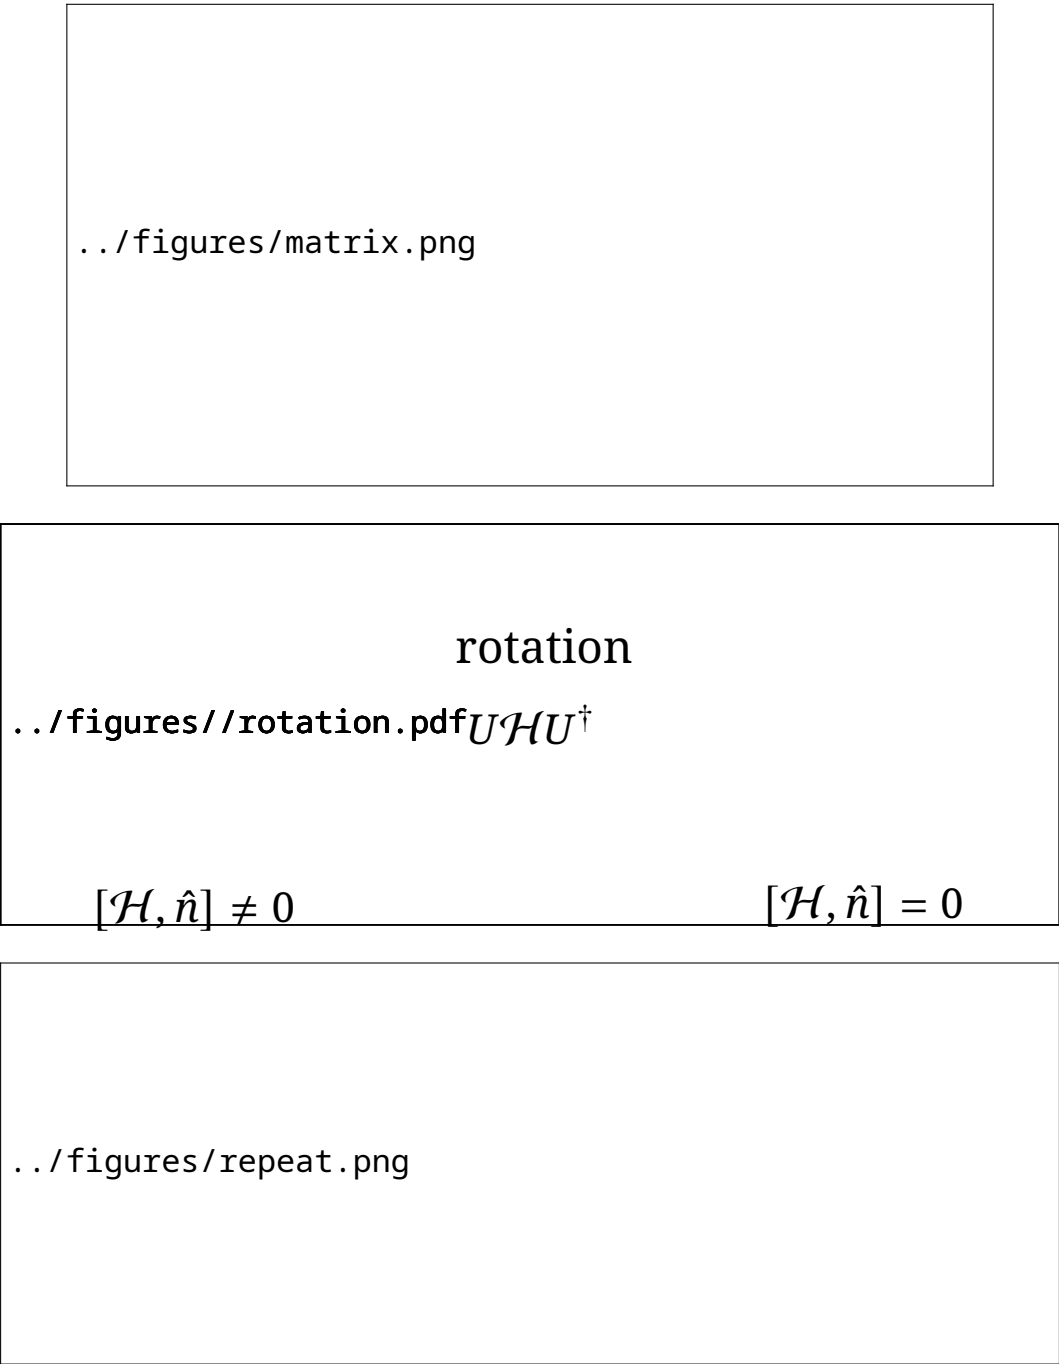 ../figures/matrix.png
rotation
../figures//rotation.pdf𝑈ℋ𝑈†
[ℋ, n̂] ≠ 0
[ℋ, n̂] = 0
../figures/repeat.png